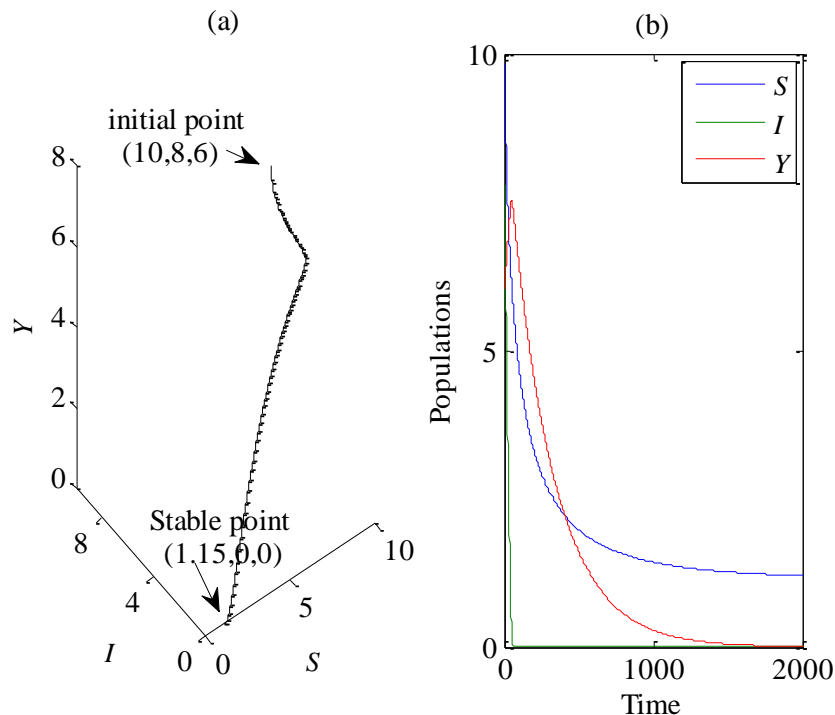 (a)
initial point
(10,8,6)
8
6
4
2
0
Y
Stable point
(1.15,0,0)
8
4
0
I
0
5
10
S
(b)
10
5
0
Populations
S
I
Y
0
1000
2000
Time